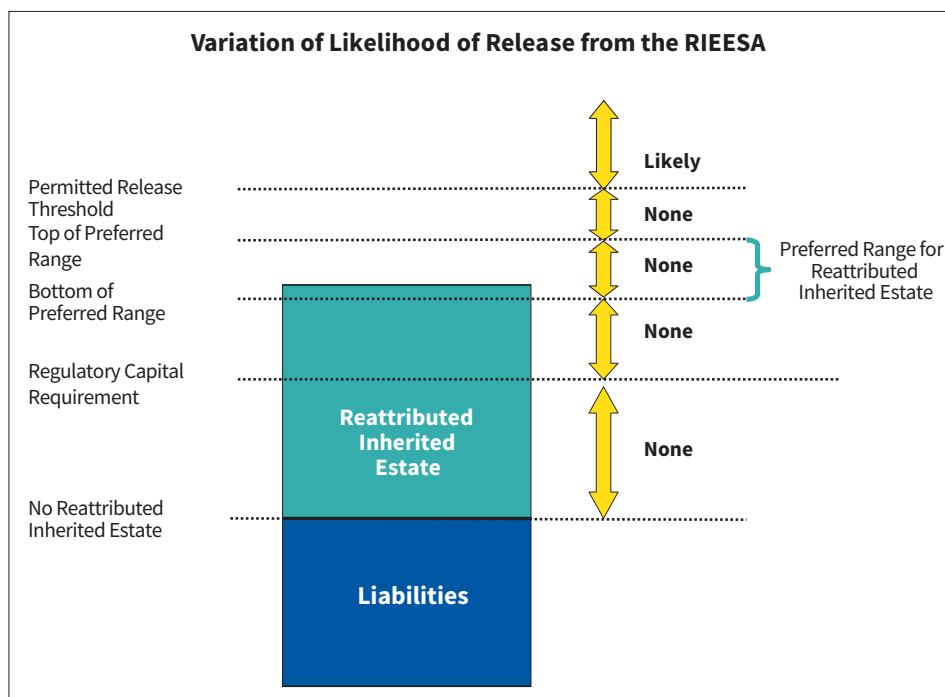 Variation of Likelihood of Release from the RIEESA
Likely
Permitted Release
Threshold
None
Top of Preferred
Range
None
Preferred Range for
Reattributed
Inherited Estate
Bottom of
Preferred Range
None
Regulatory Capital
Requirement
Reattributed
Inherited
Estate
None
No Reattributed
Inherited Estate
Liabilities